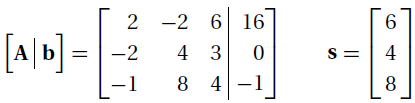 [A|b] = [2 -2 6 | 16; -2 4 3 | 0; -1 8 4 | -1]    s = [6; 4; 8]